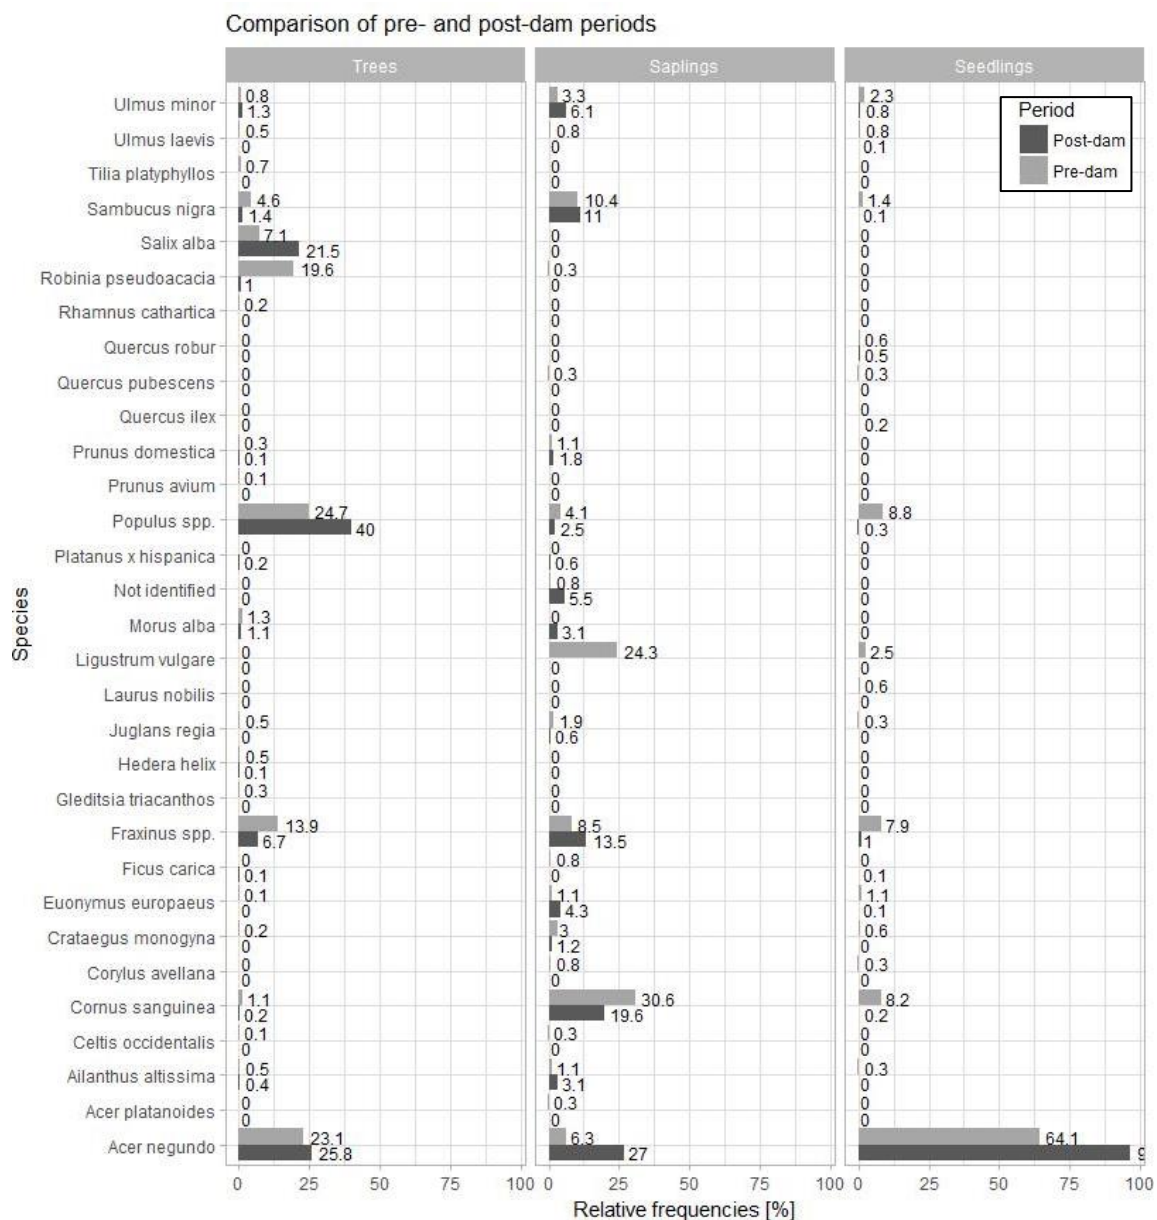 Comparison of pre- and post-dam periods
Trees Saplings Seedlings
Period
Post-dam
Pre-dam
Species
Ulmus minor 0.8 3.3 2.3
1.3 6.1 0.8
Ulmus laevis 0.5 0.8 0.8
0 0 0.1
Tilia platyphyllos 0.7 0 0
0 0 0
Sambucus nigra 4.6 10.4 1.4
1.4 11 0.1
Salix alba 7.1 0 0
21.5 0 0
Robinia pseudoacacia 19.6 0.3 0
1 0 0
Rhamnus cathartica 0.2 0 0
0 0 0
Quercus robur 0 0 0.6
0 0 0.5
Quercus pubescens 0 0.3 0.3
0 0 0
Quercus ilex 0 0 0
0 0 0.2
Prunus domestica 0.3 1.1 0
0.1 1.8 0
Prunus avium 0.1 0 0
0 0 0
Populus spp. 24.7 4.1 8.8
40 2.5 0.3
Platanus x hispanica 0 0 0
0.2 0.6 0
Not identified 0 0.8 0
0 5.5 0
Morus alba 1.3 0 0
1.1 3.1 0
Ligustrum vulgare 0 24.3 2.5
0 0 0
Laurus nobilis 0 0 0.6
0 0 0
Juglans regia 0.5 1.9 0.3
0 0.6 0
Hedera helix 0.5 0 0
0.1 0 0
Gleditsia triacanthos 0.3 0 0
0 0 0
Fraxinus spp. 13.9 8.5 7.9
6.7 13.5 1
Ficus carica 0 0.8 0
0.1 0 0.1
Euonymus europaeus 0.1 1.1 1.1
0 4.3 0.1
Crataegus monogyna 0.2 3 0.6
0 1.2 0
Corylus avellana 0 0.8 0.3
0 0 0
Cornus sanguinea 1.1 30.6 8.2
0.2 19.6 0.2
Celtis occidentalis 0.1 0.3 0
0 0 0
Ailanthus altissima 0.5 1.1 0.3
0.4 3.1 0
Acer platanoides 0 0.3 0
0 0 0
Acer negundo 23.1 6.3 64.1
25.8 27
0 25 50 75 100 0 25 50 75 100 0 25 50 75 100
Relative frequencies [%]